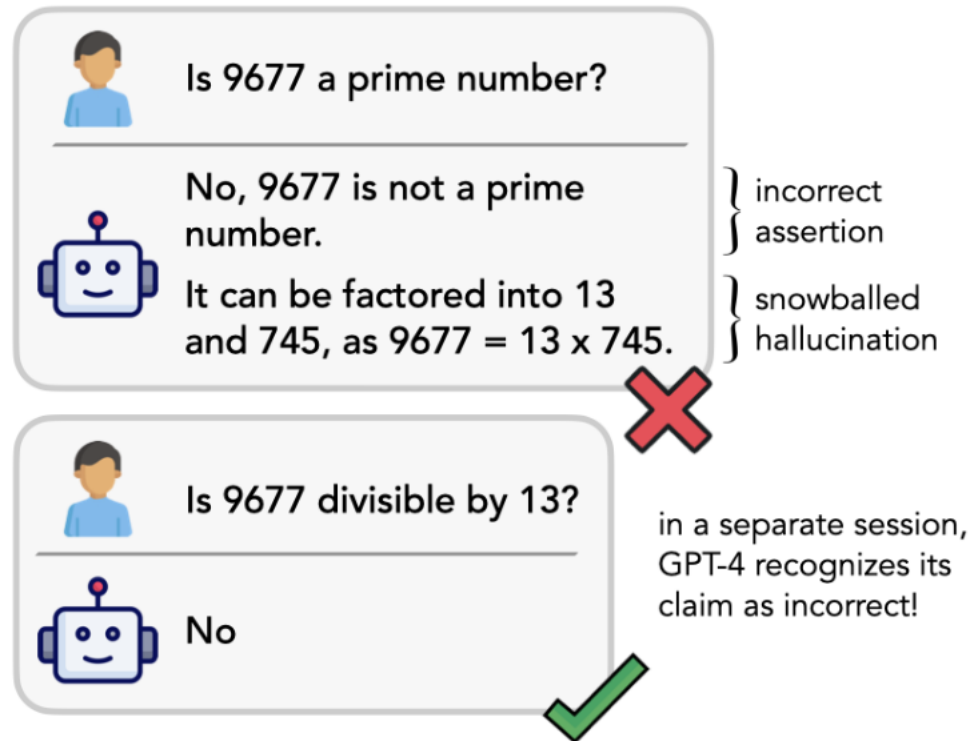 Is 9677 a prime number?
No, 9677 is not a prime
number.
incorrect
assertion
It can be factored into 13
and 745, as 9677 = 13 x 745.
snowballed
hallucination
Is 9677 divisible by 13?
No
in a separate session,
GPT-4 recognizes its
claim as incorrect!